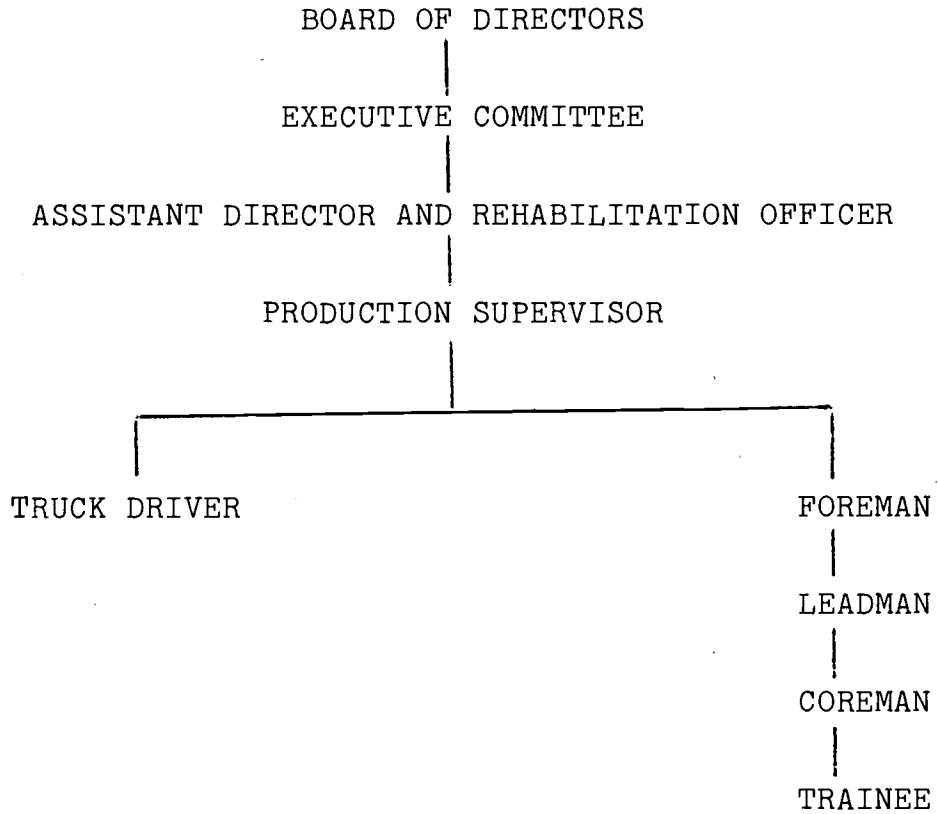 BOARD OF DIRECTORS
EXECUTIVE COMMITTEE
ASSISTANT DIRECTOR AND REHABILITATION OFFICER
PRODUCTION SUPERVISOR
TRUCK DRIVER
FOREMAN
LEADMAN
COREMAN
TRAINEE